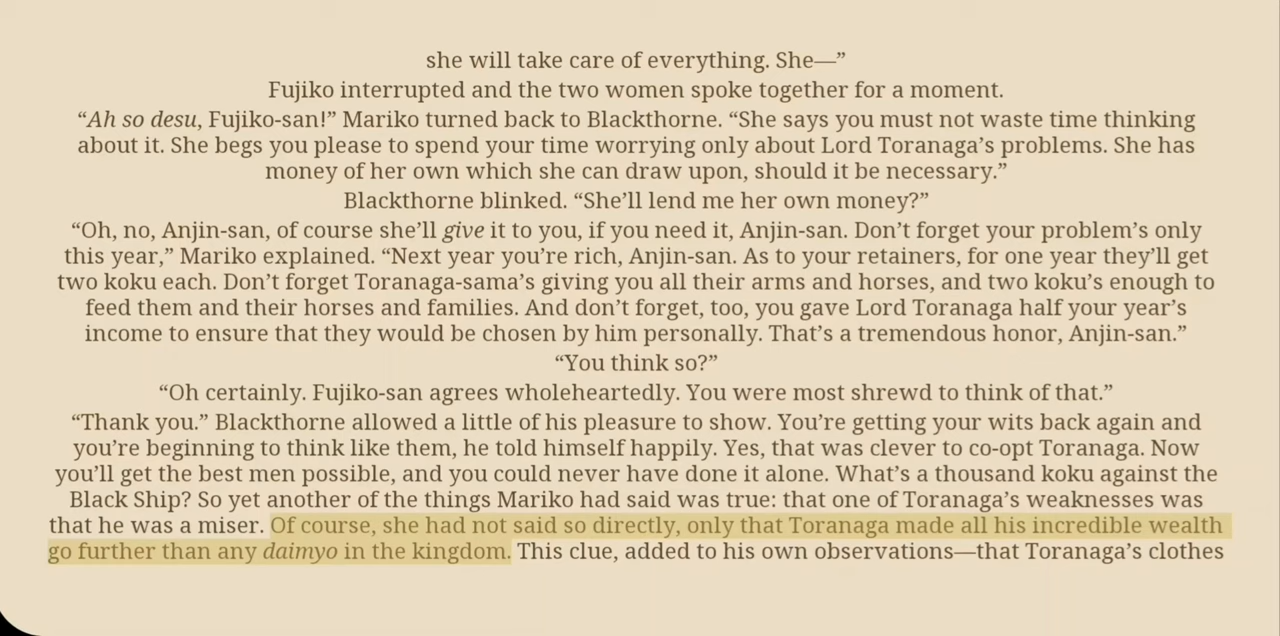 she will take care of everything. She—”
Fujiko interrupted and the two women spoke together for a moment.
“Ah so desu, Fujiko-san!” Mariko turned back to Blackthorne. “She says you must not waste time thinking
about it. She begs you please to spend your time worrying only about Lord Toranaga’s problems. She has
money of her own which she can draw upon, should it be necessary.”
Blackthorne blinked. “She’ll lend me her own money?”
“Oh, no, Anjin-san, of course she’ll give it to you, if you need it, Anjin-san. Don’t forget your problem’s only
this year,” Mariko explained. “Next year you’re rich, Anjin-san. As to your retainers, for one year they’ll get
two koku each. Don’t forget Toranaga-sama’s giving you all their arms and horses, and two koku’s enough to
feed them and their horses and families. And don’t forget, too, you gave Lord Toranaga half your year’s
income to ensure that they would be chosen by him personally. That’s a tremendous honor, Anjin-san.”
“You think so?”
“Oh certainly. Fujiko-san agrees wholeheartedly. You were most shrewd to think of that.”
“Thank you.” Blackthorne allowed a little of his pleasure to show. You’re getting your wits back again and
you’re beginning to think like them, he told himself happily. Yes, that was clever to co-opt Toranaga. Now
you’ll get the best men possible, and you could never have done it alone. What’s a thousand koku against the
Black Ship? So yet another of the things Mariko had said was true: that one of Toranaga’s weaknesses was
that he was a miser. Of course, she had not said so directly, only that Toranaga made all his incredible wealth
go further than any daimyo in the kingdom. This clue, added to his own observations—that Toranaga’s clothes